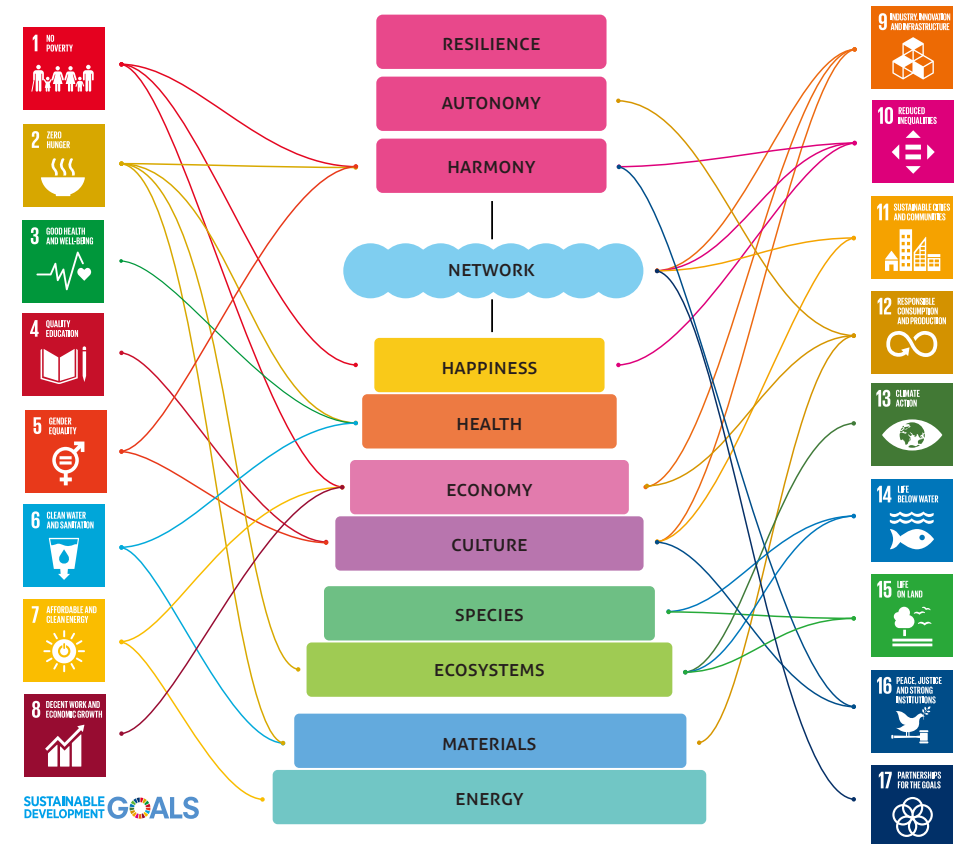 1 NO
POVERTY
2 ZERO
HUNGER
3 GOOD HEALTH
AND WELL-BEING
4 QUALITY
EDUCATION
5 GENDER
EQUALITY
6 CLEAN WATER
AND SANITATION
7 AFFORDABLE AND
CLEAN ENERGY
8 DECENT WORK AND
ECONOMIC GROWTH
SUSTAINABLE
DEVELOPMENT
GOALS
RESILIENCE
AUTONOMY
HARMONY
NETWORK
HAPPINESS
HEALTH
ECONOMY
CULTURE
SPECIES
ECOSYSTEMS
MATERIALS
ENERGY
9 INDUSTRY, INNOVATION
AND INFRASTRUCTURE
10 REDUCED
INEQUALITIES
11 SUSTAINABLE CITIES
AND COMMUNITIES
12 RESPONSIBLE
CONSUMPTION
AND PRODUCTION
13 CLIMATE
ACTION
14 LIFE
BELOW WATER
15 LIFE
ON LAND
16 PEACE, JUSTICE
AND STRONG
INSTITUTIONS
17 PARTNERSHIPS
FOR THE GOALS